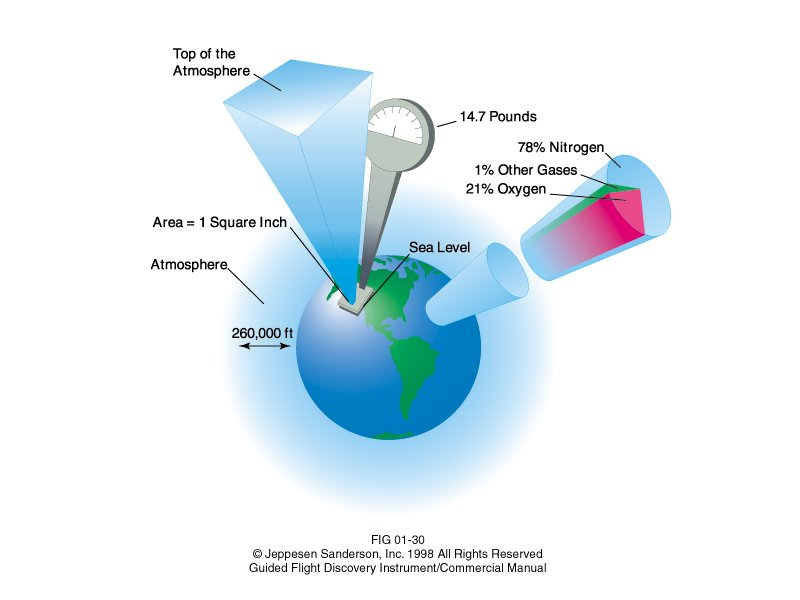 Top of the
Atmosphere
14.7 Pounds
78% Nitrogen
1% Other Gases
21% Oxygen
Area = 1 Square Inch
Sea Level
Atmosphere
260,000 ft
FIG 01-30
© Jeppesen Sanderson, Inc. 1998 All Rights Reserved
Guided Flight Discovery Instrument/Commercial Manual